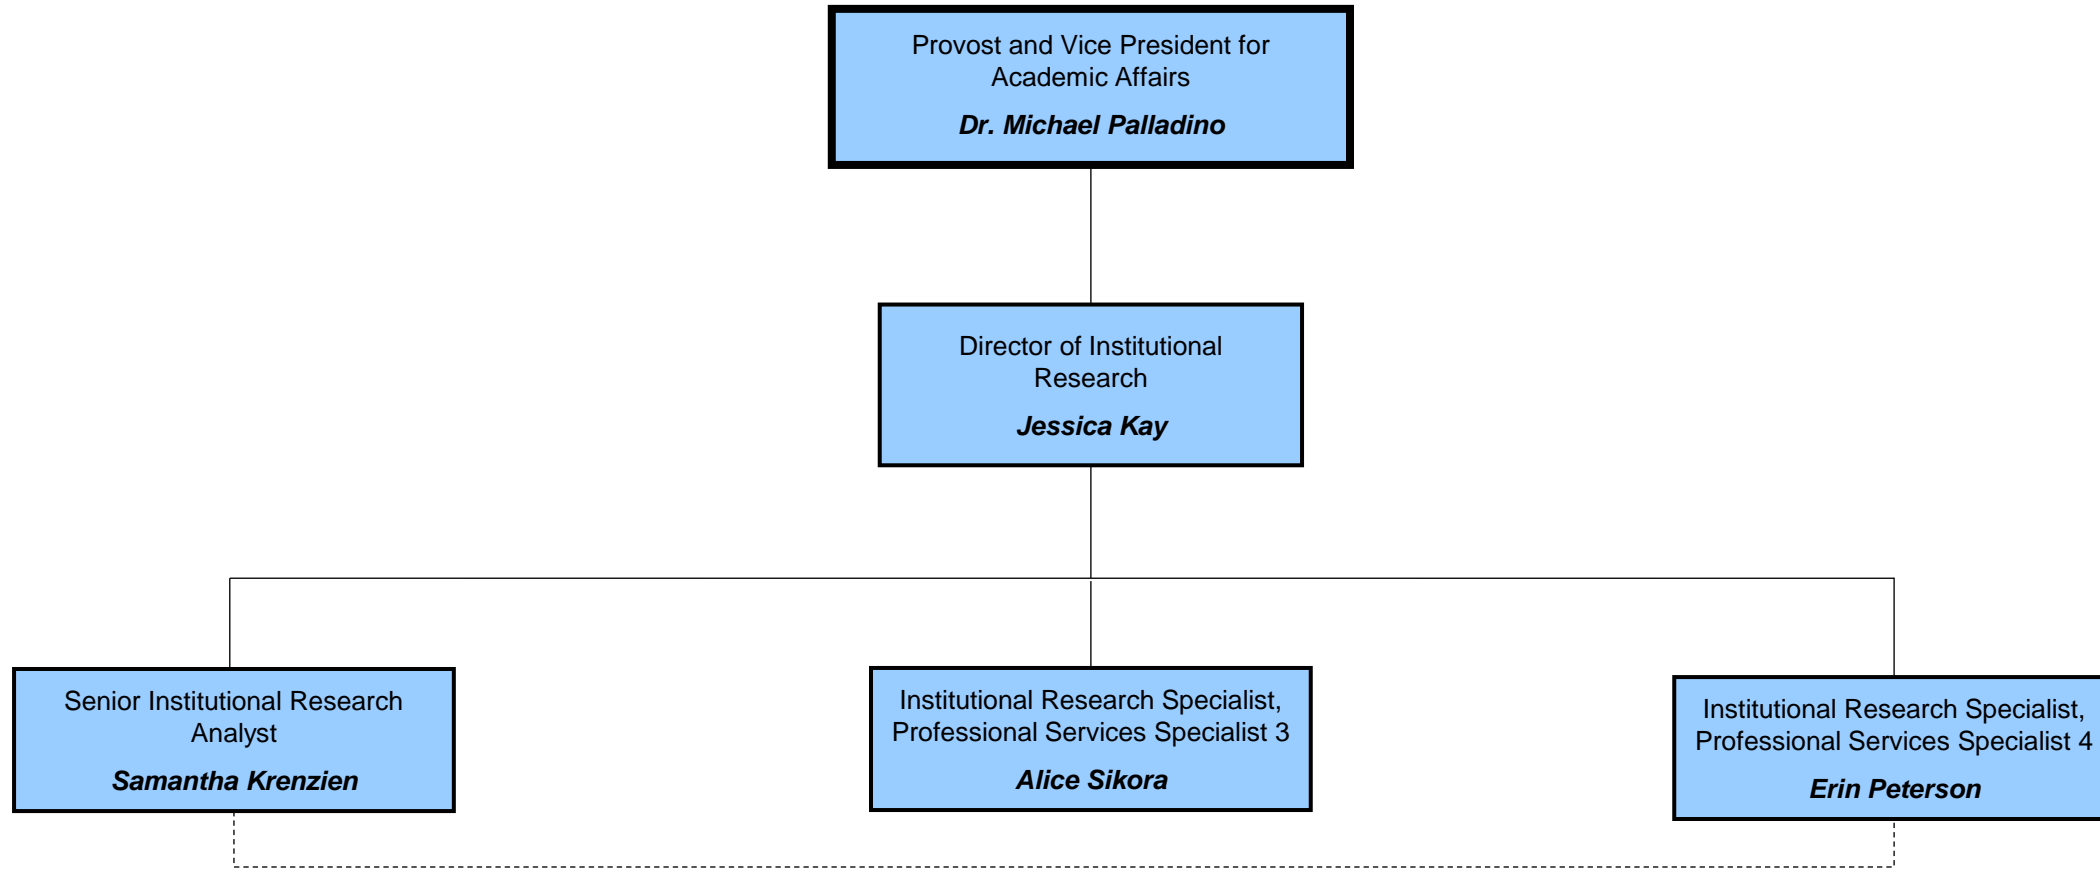 Provost and Vice President for
Academic Affairs
Dr. Michael Palladino
Director of Institutional
Research
Jessica Kay
Senior Institutional Research
Analyst
Samantha Krenzien
Institutional Research Specialist,
Professional Services Specialist 3
Alice Sikora
Institutional Research Specialist,
Professional Services Specialist 4
Erin Peterson